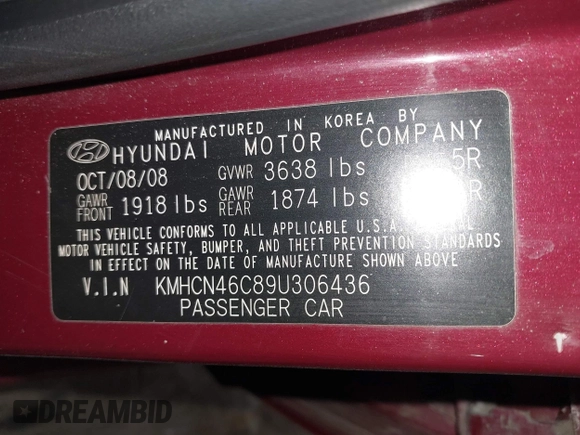 MANUFACTURED IN KOREA BY
HYUNDAI MOTOR COMPANY
OCT/08/08 GVWR 3638 lbs 5R
GAWR FRONT 1918 lbs GAWR REAR 1874 lbs R
THIS VEHICLE CONFORMS TO ALL APPLICABLE U.S.A.
MOTOR VEHICLE SAFETY, BUMPER, AND THEFT PREVENTION STANDARDS
IN EFFECT ON THE DATE OF MANUFACTURE SHOWN ABOVE.
V.I.N KMHCN46C89U306436
PASSENGER CAR
T
DREAMBID